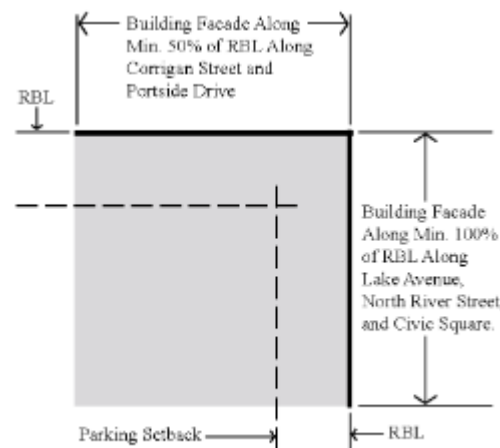 Building Facade Along
Min. 50% of RBL Along
Corrigan Street and
Portside Drive
RBL
Building Facade
Along Min. 100%
of RBL Along
Lake Avenue,
North River Street
and Civic Square.
Parking Setback
RBL